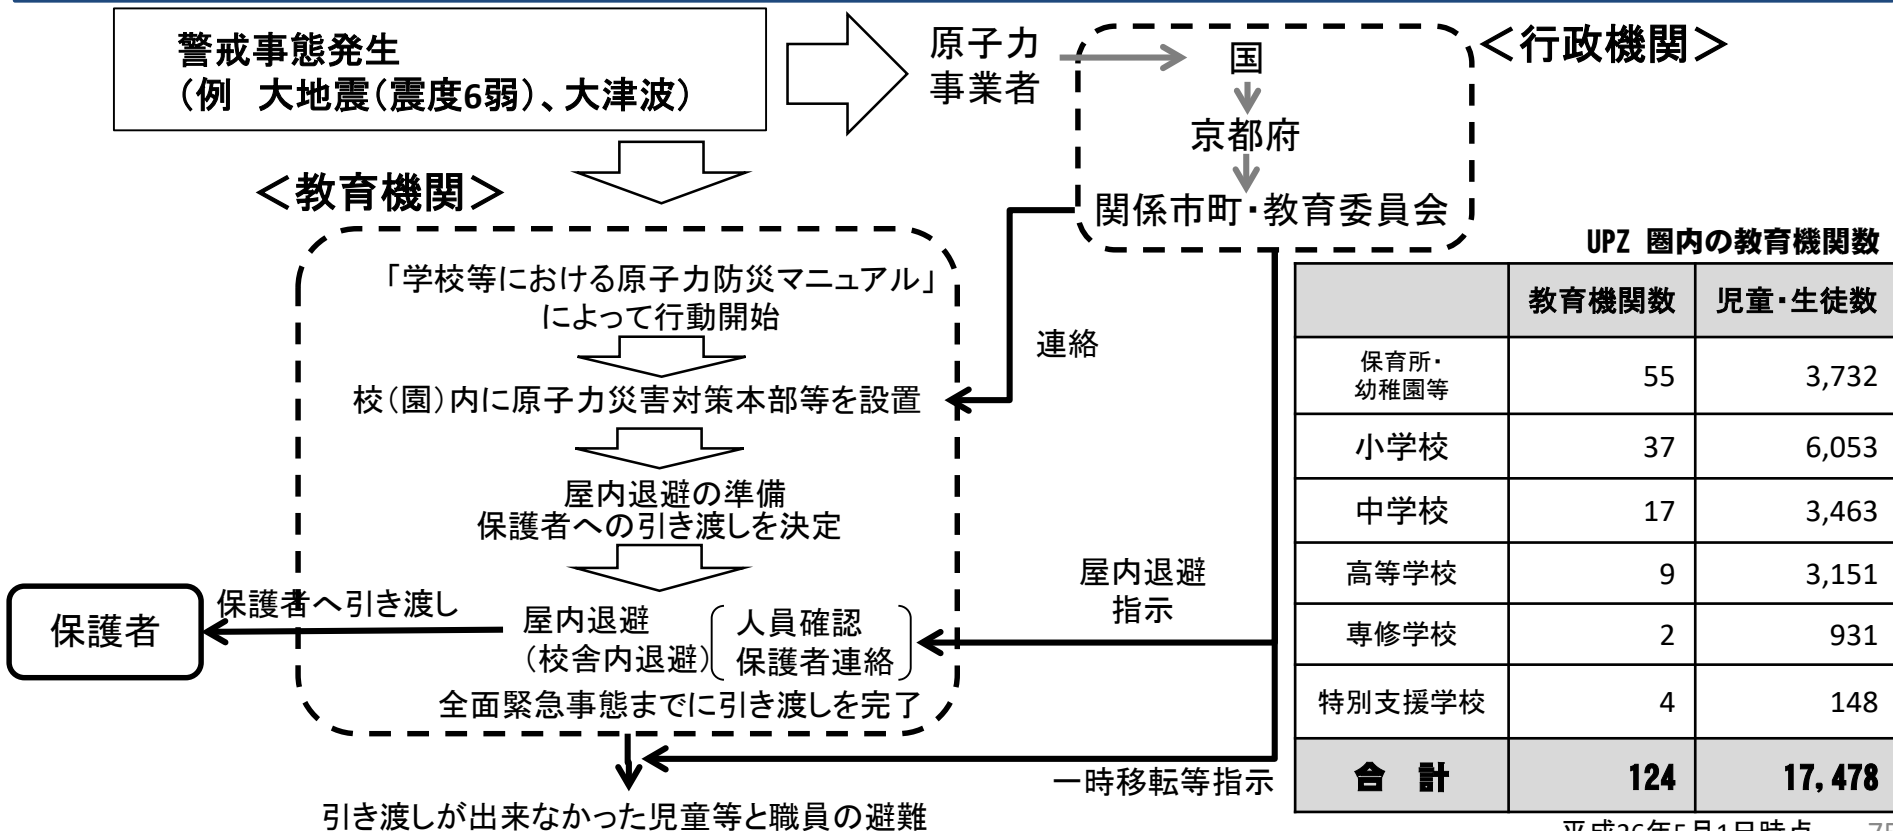 警戒事態発生
（例　大地震（震度6弱）、大津波）
原子力
事業者
＜行政機関＞
国
京都府
関係市町・教育委員会
＜教育機関＞
「学校等における原子力防災マニュアル」
によって行動開始
校（園）内に原子力災害対策本部等を設置
屋内退避の準備
保護者への引き渡しを決定
屋内退避
（校舎内退避）
人員確認
保護者連絡
全面緊急事態までに引き渡しを完了
保護者へ引き渡し
保護者
連絡
屋内退避
指示
一時移転等指示
引き渡しが出来なかった児童等と職員の避難
UPZ 圏内の教育機関数
教育機関数 児童・生徒数
保育所・
幼稚園等 55 3,732
小学校 37 6,053
中学校 17 3,463
高等学校 9 3,151
専修学校 2 931
特別支援学校 4 148
合　計 124 17,478